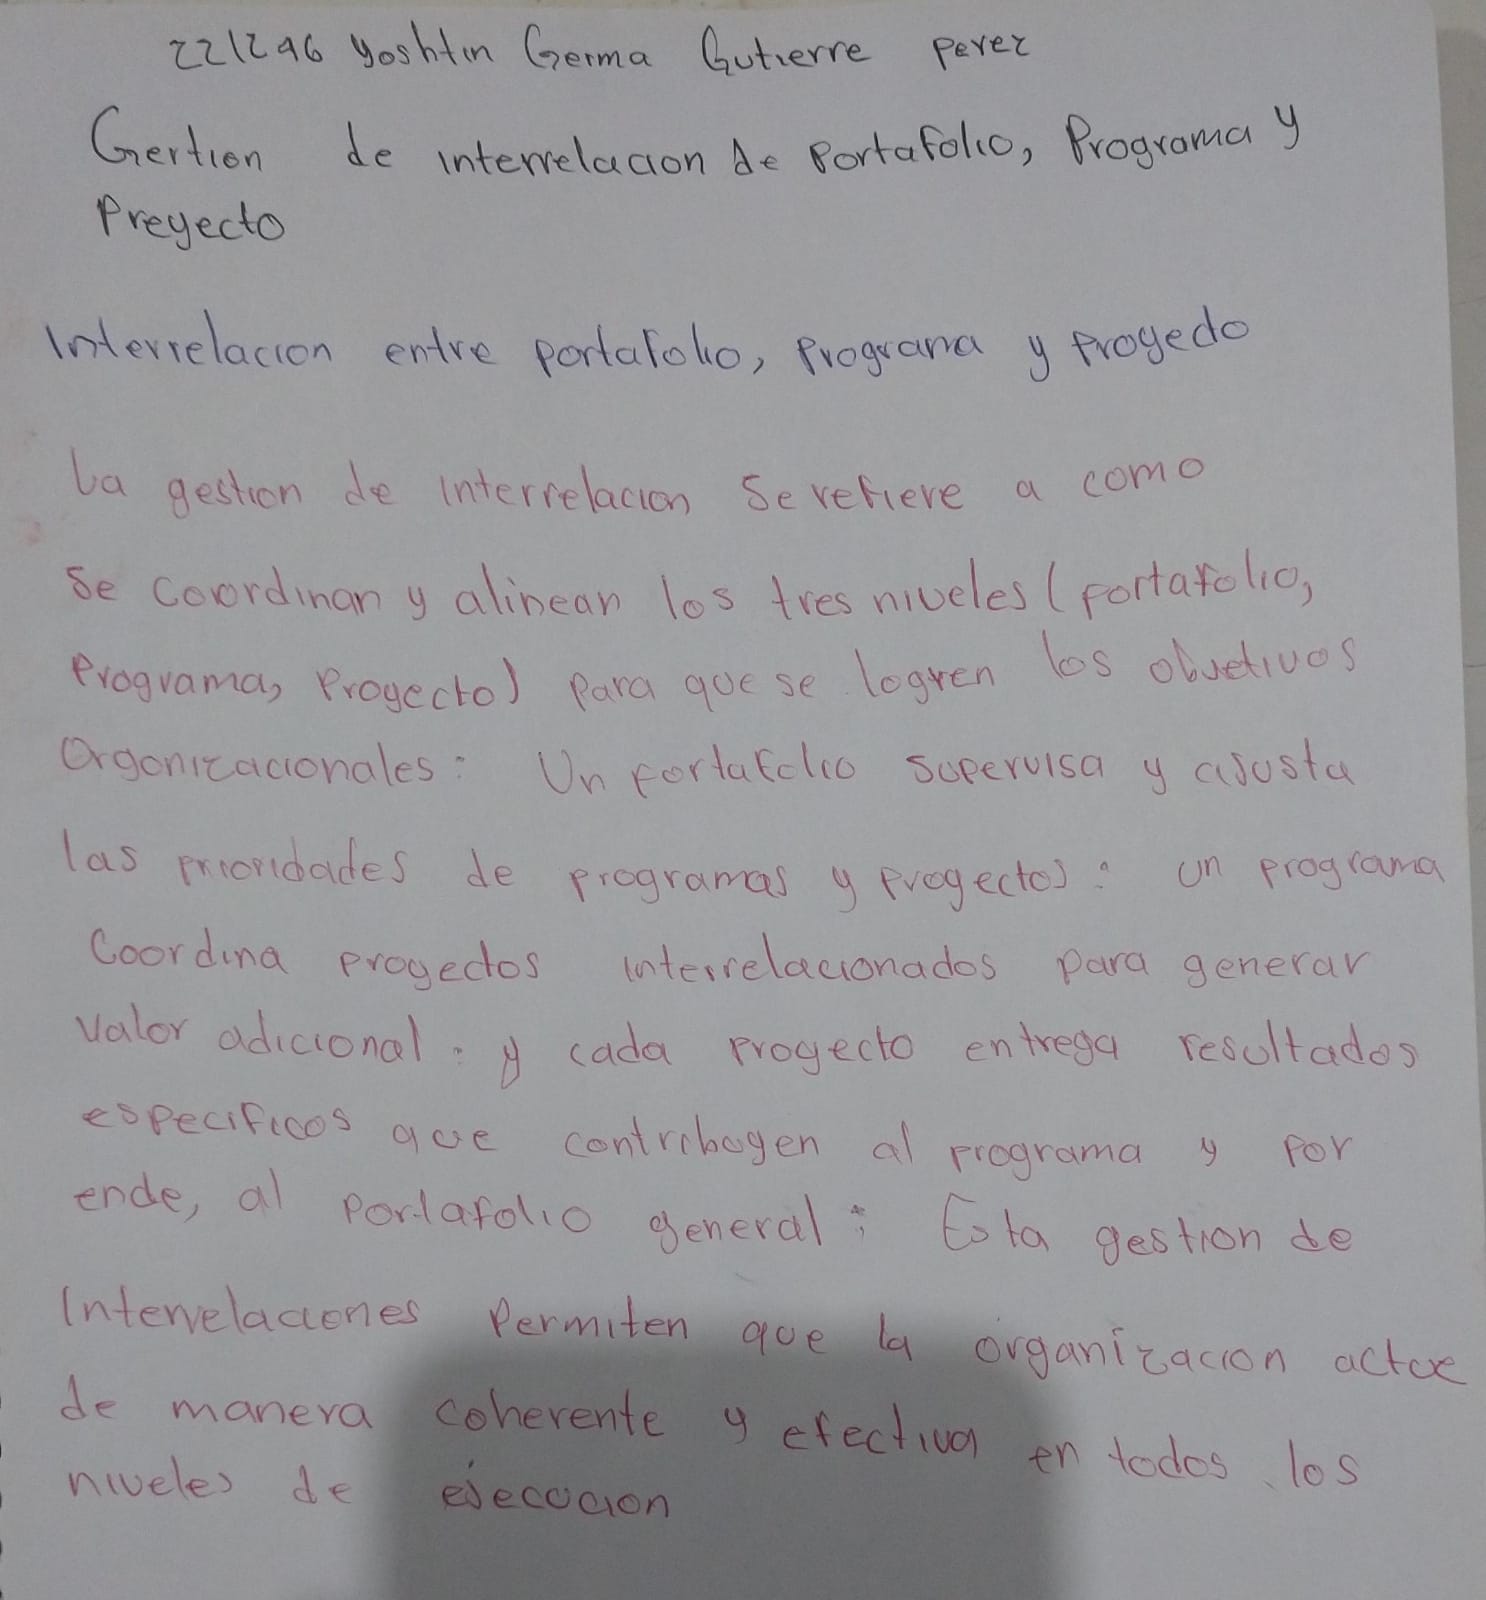 221296 Yoshtin Germa Gutierre perez
Gertion de interrelacion de Portafolio, Programa y
Preyecto
Interrelacion entre portafolio, Programa y Proyecto
La gestion de interrelacion Se refiere a como
Se Coordinan y alinean los tres niveles (portafolio,
Programa, Proyecto) Para que se logren los objetivos
Organizacionales: Un portafolio supervisa y ajusta
las prioridades de programas y proyectos: un programa
Coordina proyectos interrelacionados para generar
valor adicional: y cada proyecto entrega resultados
especificos que contribuyen al programa y por
ende, al Portafolio general; Esta gestion de
Interrelaciones Permiten que la organización actue
de manera coherente y efectiva en todos los
niveles de ejecucion